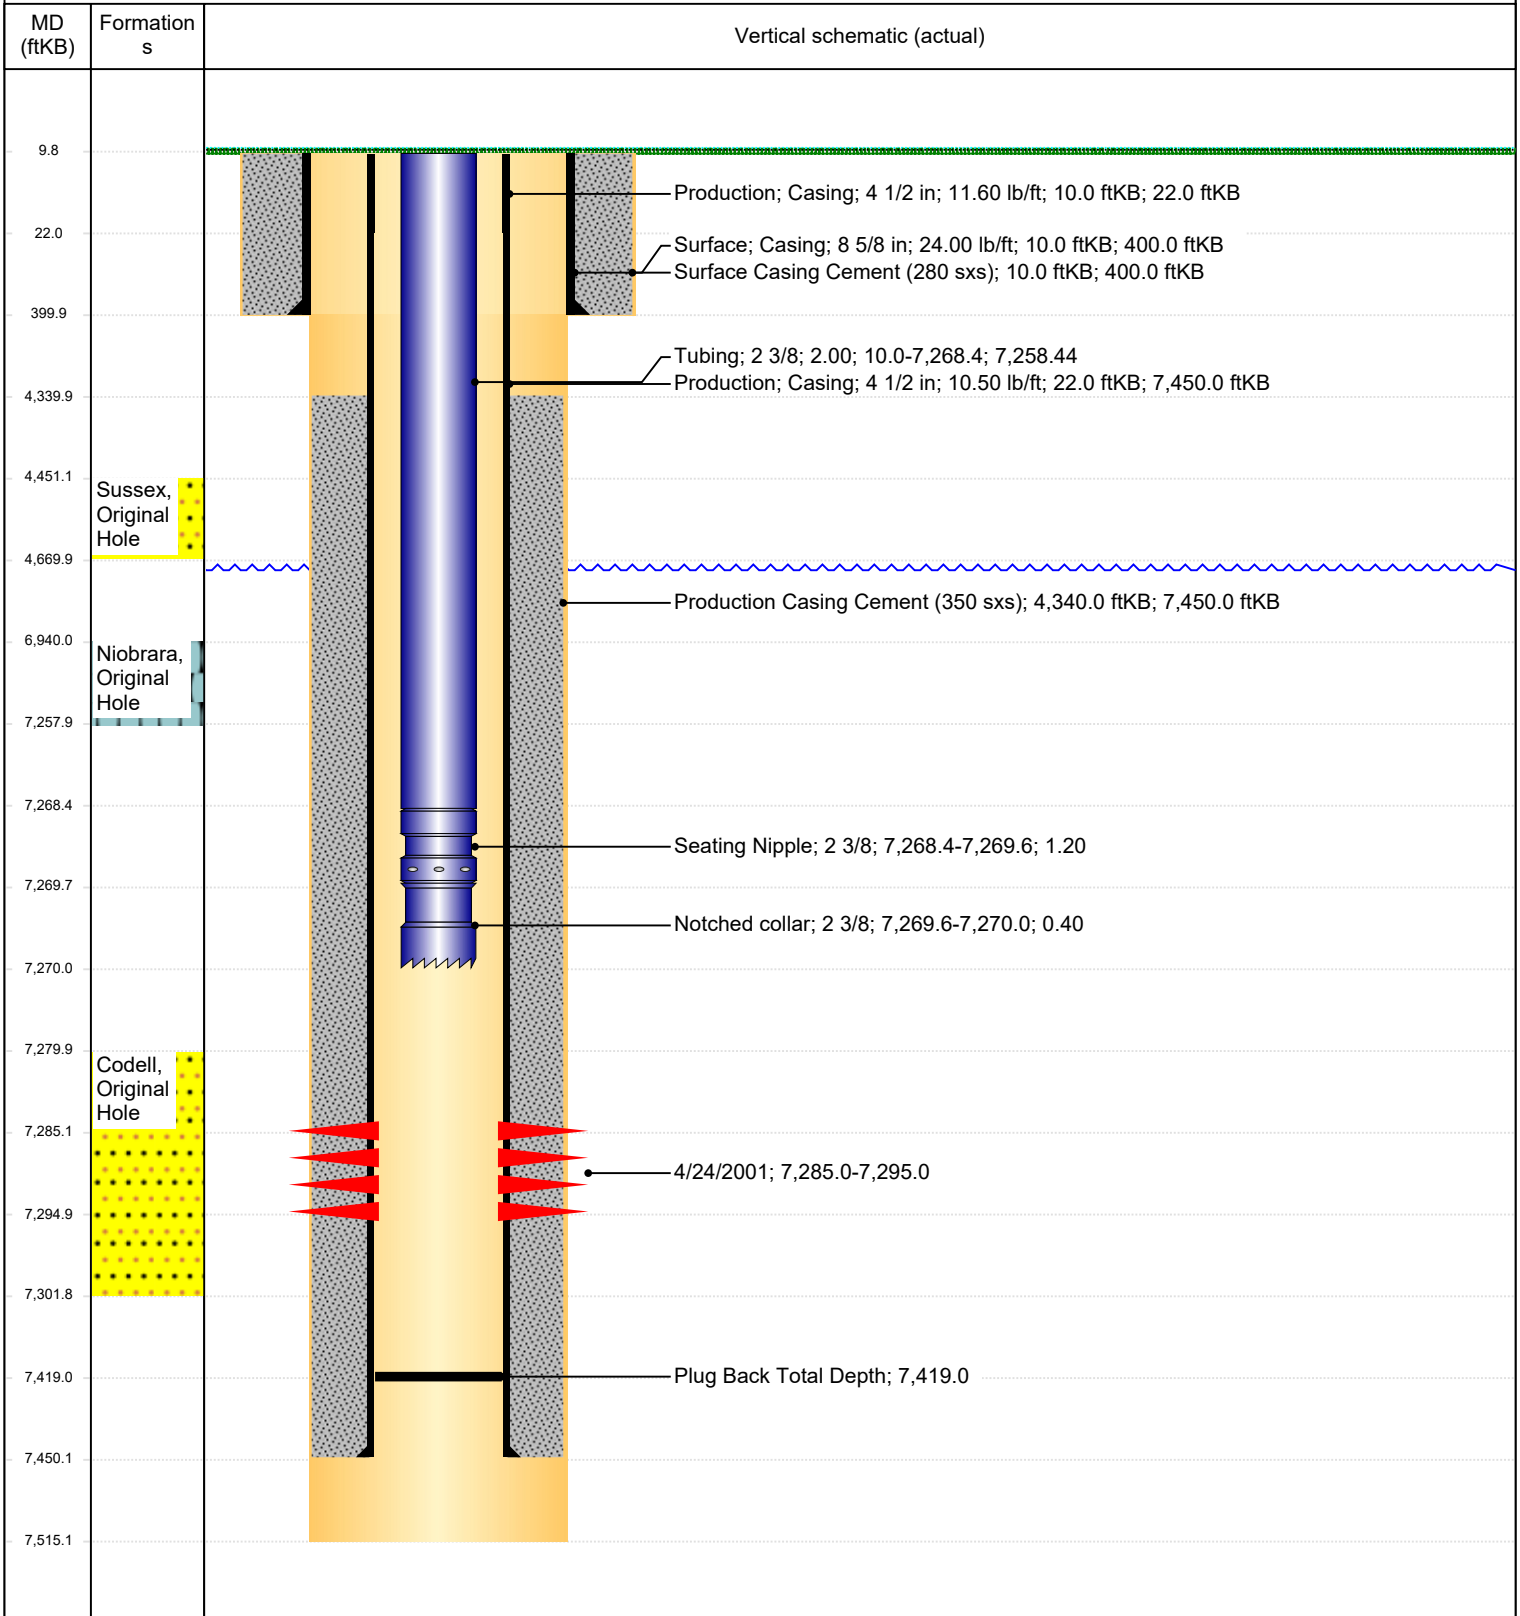 MD
(ftKB)
Formation
s
Vertical schematic (actual)
9.8
Production; Casing; 4 1/2 in; 11.60 lb/ft; 10.0 ftKB; 22.0 ftKB
22.0
Surface; Casing; 8 5/8 in; 24.00 lb/ft; 10.0 ftKB; 400.0 ftKB
Surface Casing Cement (280 sxs); 10.0 ftKB; 400.0 ftKB
399.9
Tubing; 2 3/8; 2.00; 10.0-7,268.4; 7,258.44
Production; Casing; 4 1/2 in; 10.50 lb/ft; 22.0 ftKB; 7,450.0 ftKB
4,339.9
4,451.1
Sussex,
Original
Hole
4,669.9
Production Casing Cement (350 sxs); 4,340.0 ftKB; 7,450.0 ftKB
6,940.0
Niobrara,
Original
Hole
7,257.9
7,268.4
Seating Nipple; 2 3/8; 7,268.4-7,269.6; 1.20
7,269.7
Notched collar; 2 3/8; 7,269.6-7,270.0; 0.40
7,270.0
7,279.9
Codell,
Original
Hole
7,285.1
4/24/2001; 7,285.0-7,295.0
7,294.9
7,301.8
Plug Back Total Depth; 7,419.0
7,419.0
7,450.1
7,515.1